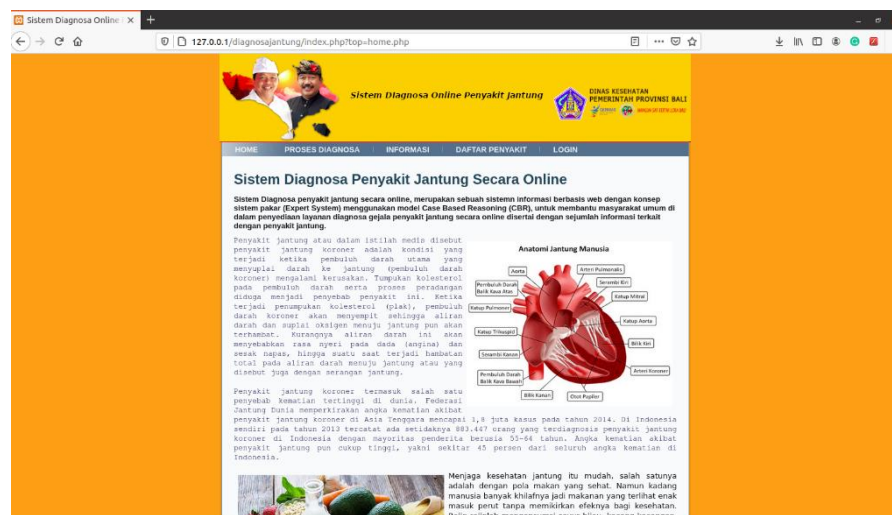 Sistem Diagnosa Online
127.0.0.1/diagnosajantung/index.php?top=home.php
Sistem Diagnosa Online Penyakit Jantung
DINAS KESEHATAN
PEMERINTAH PROVINSI BALI
HOME
PROSES DIAGNOSA
INFORMASI
DAFTAR PENYAKIT
LOGIN
Sistem Diagnosa Penyakit Jantung Secara Online
Sistem Diagnosa penyakit jantung secara online, merupakan sebuah sistemn informasi berbasis web dengan konsep
sistem pakar (Expert System) menggunakan model Case Based Reasoning (CBR), untuk membantu masyarakat umum di
dalam penyediaan layanan diagnosa gejala penyakit jantung secara online disertai dengan sejumlah informasi terkait
dengan penyakit jantung.
Penyakit jantung atau dalam istilah medis disebut
penyakit jantung koroner adalah kondisi yang
terjadi ketika pembuluh darah utama yang
menyuplai darah ke jantung (pembuluh darah
koroner) mengalami kerusakan. Tumpukan kolesterol
pada pembuluh darah serta proses peradangan
diduga menjadi penyebab penyakit ini. Ketika
terjadi penumpukan kolesterol (plak), pembuluh
darah koroner akan menyempit sehingga aliran
darah dan suplai oksigen menuju jantung pun akan
terhambat. Kurangnya aliran darah ini akan
menyebabkan rasa nyeri pada dada (angina) dan
sesak napas, hingga suatu saat terjadi hambatan
total pada aliran darah menuju jantung atau yang
disebut juga dengan serangan jantung.
Anatomi Jantung Manusia
Aorta
Arteri Pulmonalis
Pembuluh Darah
Balik Kava Atas
Serambi Kiri
Katup Mitral
Katup Pulmoner
Katup Aorta
Katup Trikuspid
Bilik Kiri
Serambi Kanan
Pembuluh Darah
Balik Kava Bawah
Arteri Koroner
Bilik Kanan
Otot Papiler
Penyakit jantung koroner termasuk salah satu
penyebab kematian tertinggi di dunia. Federasi
Jantung Dunia memperkirakan angka kematian akibat
penyakit jantung koroner di Asia Tenggara mencapai 1,8 juta kasus pada tahun 2014. Di Indonesia
sendiri pada tahun 2013 tercatat ada setidaknya 883.447 orang yang terdiagnosis penyakit jantung
koroner di Indonesia dengan mayoritas penderita berusia 55-64 tahun. Angka kematian akibat
penyakit jantung pun cukup tinggi, yakni sekitar 45 persen dari seluruh angka kematian di
Indonesia.
Menjaga kesehatan jantung itu mudah, salah satunya
adalah dengan pola makan yang sehat. Namun kadang
manusia banyak khilafnya jadi makanan yang terlihat enak
masuk perut tanpa memikirkan efeknya bagi kesehatan.